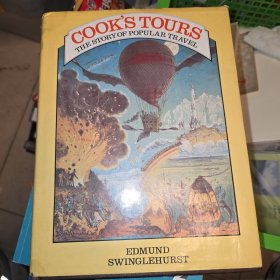 COOK'S TOURS
THE STORY OF POPULAR TRAVEL
EDMUND
SWINGLEHURST